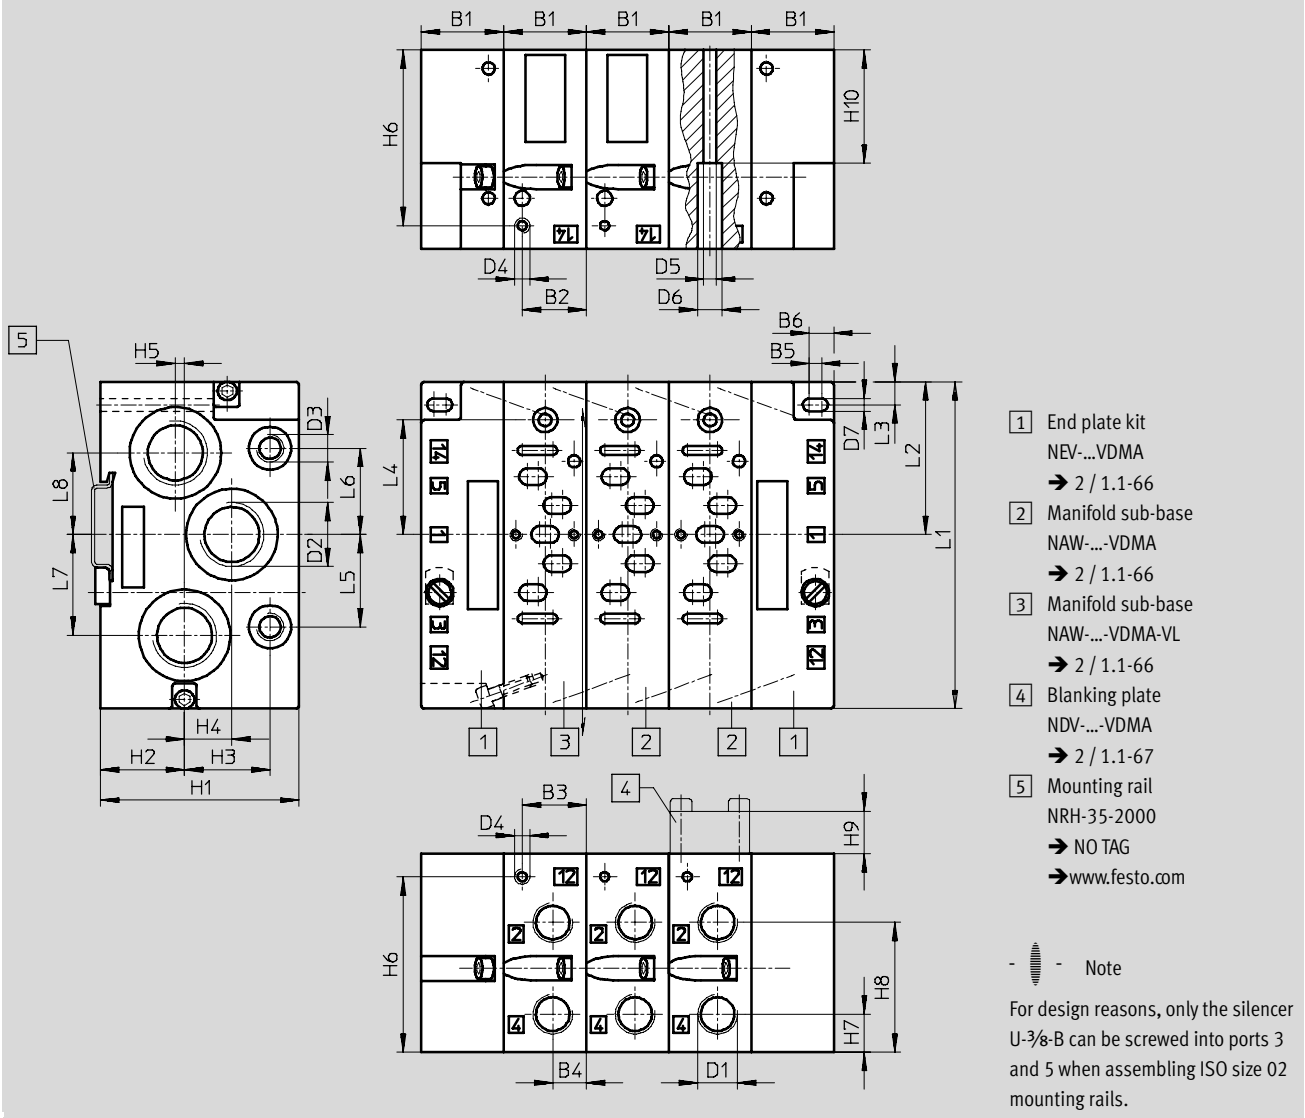 B1 B1 B1 B1 B1
H6
H10
14 14
D4 D5
B2 D6
B6
5
H5 B5
D3
D7
L3
L2
L4
L8 L6
14 14
5 5
1 1
L1
D2
L7 L5
3 3
12 12
H4
H2 H3
H1
1 3 2 2 1
4
B3
D4
H9
12 12 12
2 2 2
H6
H8
4 4 4
H7
B4 D1
1 End plate kit
NEV-...VDMA
➔ 2 / 1.1-66
2 Manifold sub-base
NAW-...-VDMA
➔ 2 / 1.1-66
3 Manifold sub-base
NAW-...-VDMA-VL
➔ 2 / 1.1-66
4 Blanking plate
NDV-...-VDMA
➔ 2 / 1.1-67
5 Mounting rail
NRH-35-2000
➔ NO TAG
➔www.festo.com
Note
For design reasons, only the silencer
U-⅜-B can be screwed into ports 3
and 5 when assembling ISO size 02
mounting rails.